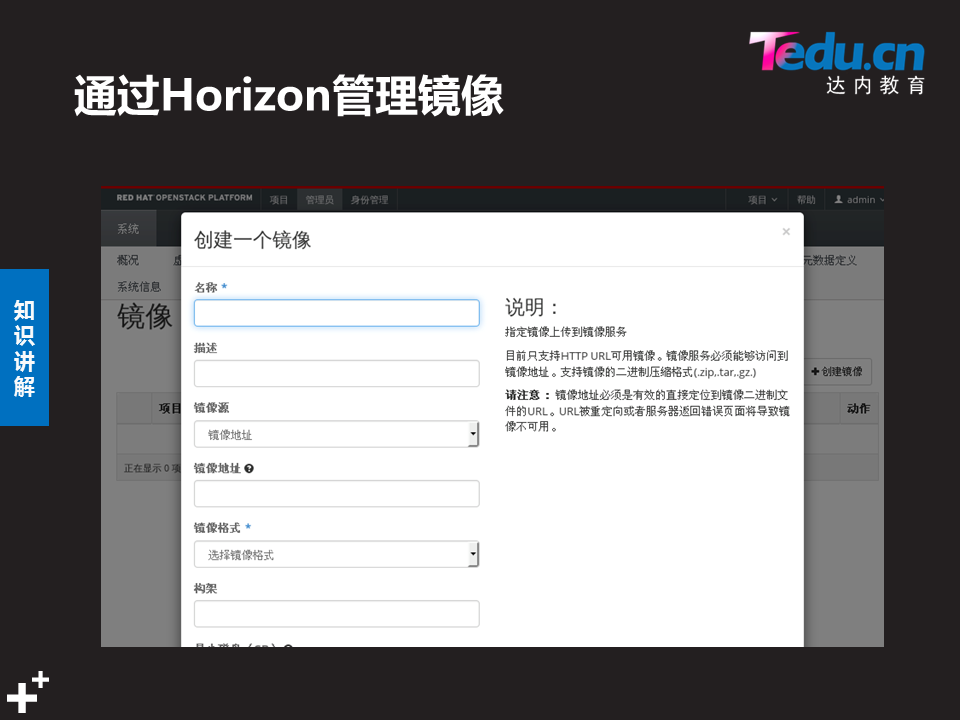 Tedu.cn
达内教育
通过Horizon管理镜像
知识讲解
RED HAT OPENSTACK PLATFORM 项目 管理员 身份管理 项目 帮助 admin
系统
概况 元数据定义
系统信息
镜像
创建镜像
项目 动作
正在显示 0 项
创建一个镜像 ×
名称 *
描述
镜像源
镜像地址
镜像地址
镜像格式 *
选择镜像格式
构架
说明：
指定镜像上传到镜像服务
目前只支持HTTP URL可用镜像。镜像服务必须能够访问到
镜像地址。支持镜像的二进制压缩格式(.zip,.tar,.gz.)
请注意 ： 镜像地址必须是有效的直接定位到镜像二进制文
件的URL。URL被重定向或者服务器返回错误页面将导致镜
像不可用。